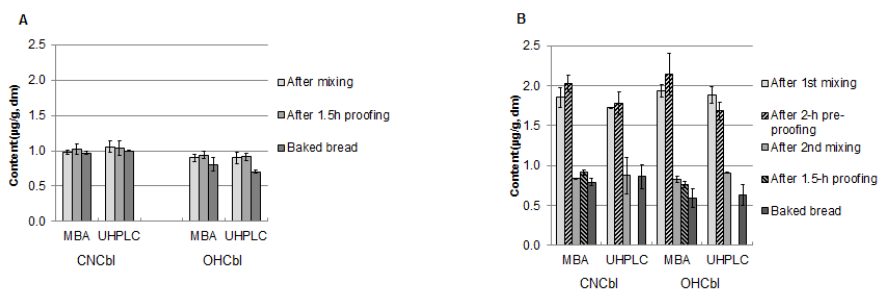 A
Content(µg/g, dm)
2.5
2.0
1.5
1.0
0.5
0.0
MBA UHPLC MBA UHPLC
CNCbl OHCbl
After mixing
After 1.5h proofing
Baked bread
B
Content(µg/g, dm)
2.5
2.0
1.5
1.0
0.5
0.0
MBA UHPLC MBA UHPLC
CNCbl OHCbl
After 1st mixing
After 2-h pre-
proofing
After 2nd mixing
After 1.5-h proofing
Baked bread